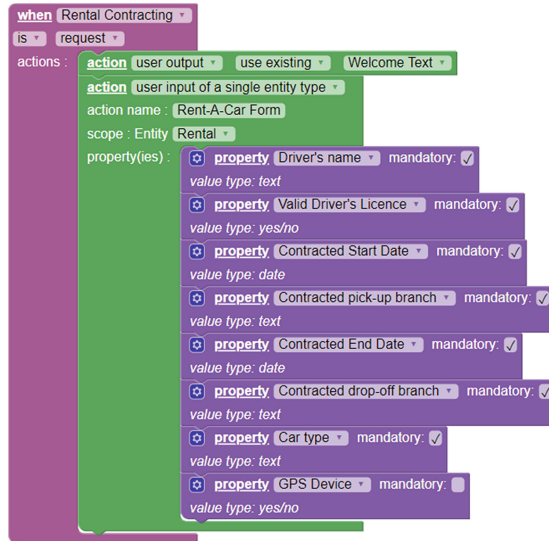 when Rental Contracting
is request
actions : action user output use existing Welcome Text
action user input of a single entity type
action name : Rent-A-Car Form
scope : Entity Rental
property(ies) : property Driver's name mandatory: ✓
value type: text
property Valid Driver's Licence mandatory: ✓
value type: yes/no
property Contracted Start Date mandatory: ✓
value type: date
property Contracted pick-up branch mandatory: ✓
value type: text
property Contracted End Date mandatory: ✓
value type: date
property Contracted drop-off branch mandatory: ✓
value type: text
property Car type mandatory: ✓
value type: text
property GPS Device mandatory:
value type: yes/no